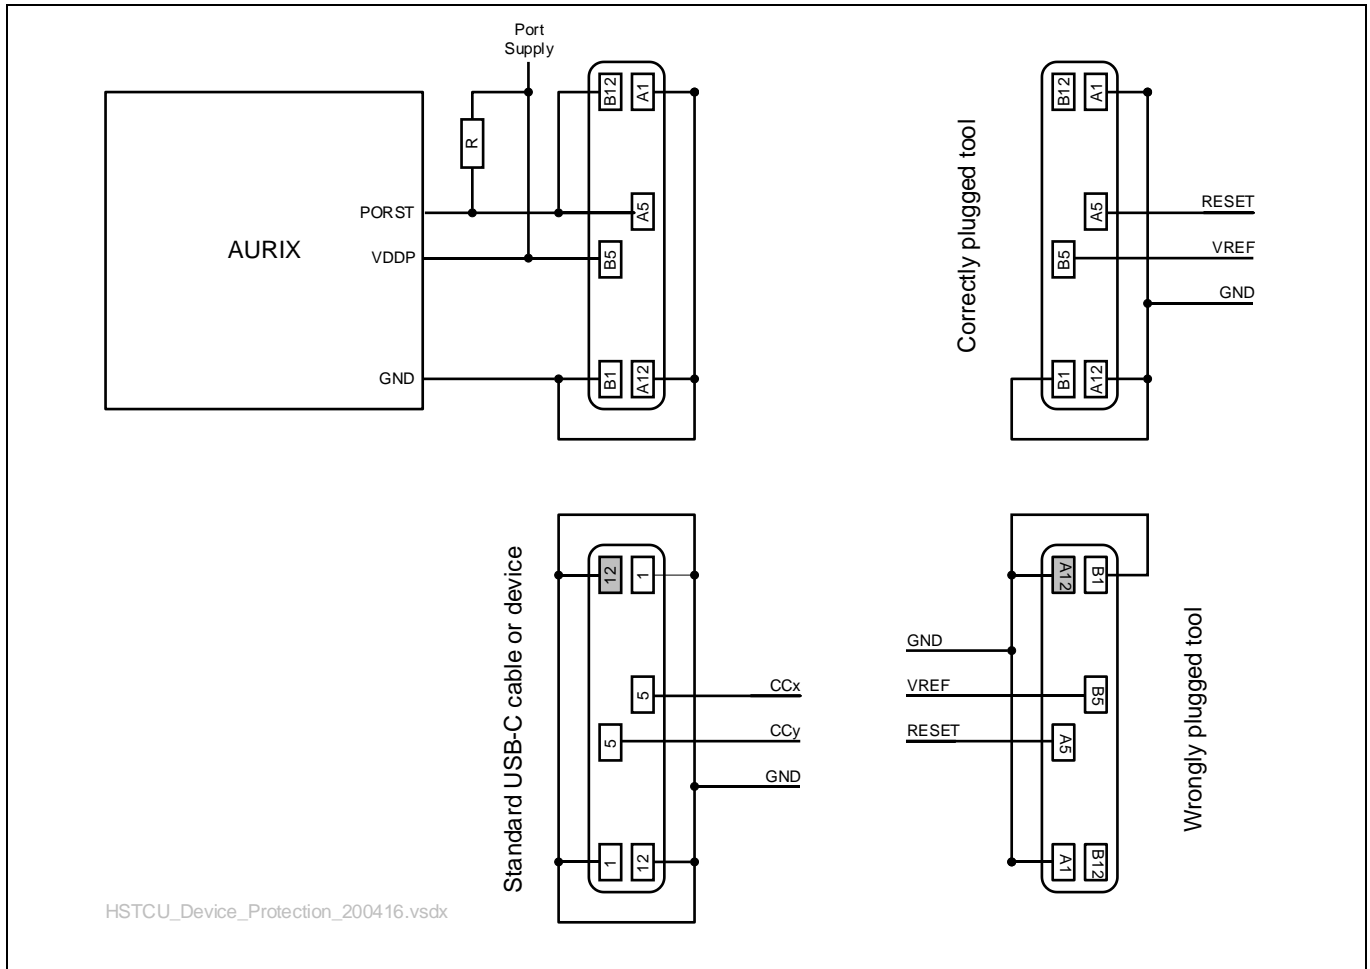 Port
Supply
B12
A1
R
PORST
A5
AURIX
VDDP
B5
GND
B1
A12
Correctly plugged tool
B12
A1
A5
RESET
B5
VREF
GND
B1
A12
Standard USB-C cable or device
12
1
5
CCx
5
CCy
GND
1
12
Wrongly plugged tool
A12
B1
GND
VREF
B5
RESET
A5
A1
B12
HSTCU_Device_Protection_200416.vsdx